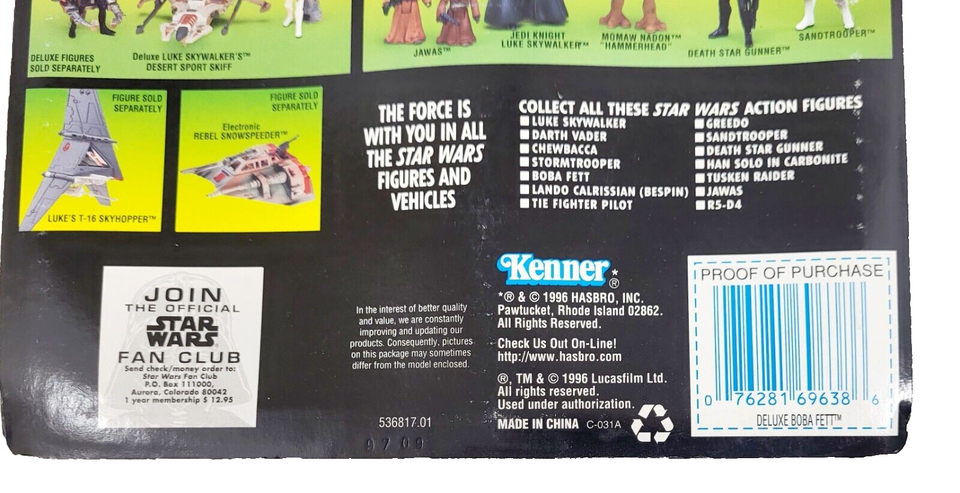 DELUXE FIGURES
SOLD SEPARATELY
Deluxe LUKE SKYWALKER'S™
DESERT SPORT SKIFF
JAWAS™
JEDI KNIGHT
LUKE SKYWALKER™
MOMAW NADON™
"HAMMERHEAD"
DEATH STAR GUNNER™
SANDTROOPER™
FIGURE SOLD
SEPARATELY
LUKE'S T-16 SKYHOPPER™
FIGURE SOLD
SEPARATELY
Electronic
REBEL SNOWSPEEDER™
THE FORCE IS
WITH YOU IN ALL
THE STAR WARS
FIGURES AND
VEHICLES
COLLECT ALL THESE STAR WARS ACTION FIGURES
■ LUKE SKYWALKER
■ DARTH VADER
■ CHEWBACCA
■ STORMTROOPER
■ BOBA FETT
■ LANDO CALRISSIAN (BESPIN)
■ TIE FIGHTER PILOT
■ GREEDO
■ SANDTROOPER
■ DEATH STAR GUNNER
■ HAN SOLO IN CARBONITE
■ TUSKEN RAIDER
■ JAWAS
■ R5-D4
JOIN
THE OFFICIAL
STAR
WARS
FAN CLUB
Send check/money order to:
Star Wars Fan Club
P.O. Box 111000,
Aurora, Colorado 80042
1 year membership $ 12.95
In the interest of better quality
and value, we are constantly
improving and updating our
products. Consequently, pictures
on this package may sometimes
differ from the model enclosed.
536817.01
Kenner®*
*® & © 1996 HASBRO, INC.
Pawtucket, Rhode Island 02862.
All Rights Reserved.
Check Us Out On-Line!
http://www.hasbro.com
®, TM & © 1996 Lucasfilm Ltd.
All rights reserved.
Used under authorization.
MADE IN CHINA C-031A
PROOF OF PURCHASE
0 76281 69638 6
DELUXE BOBA FETT™